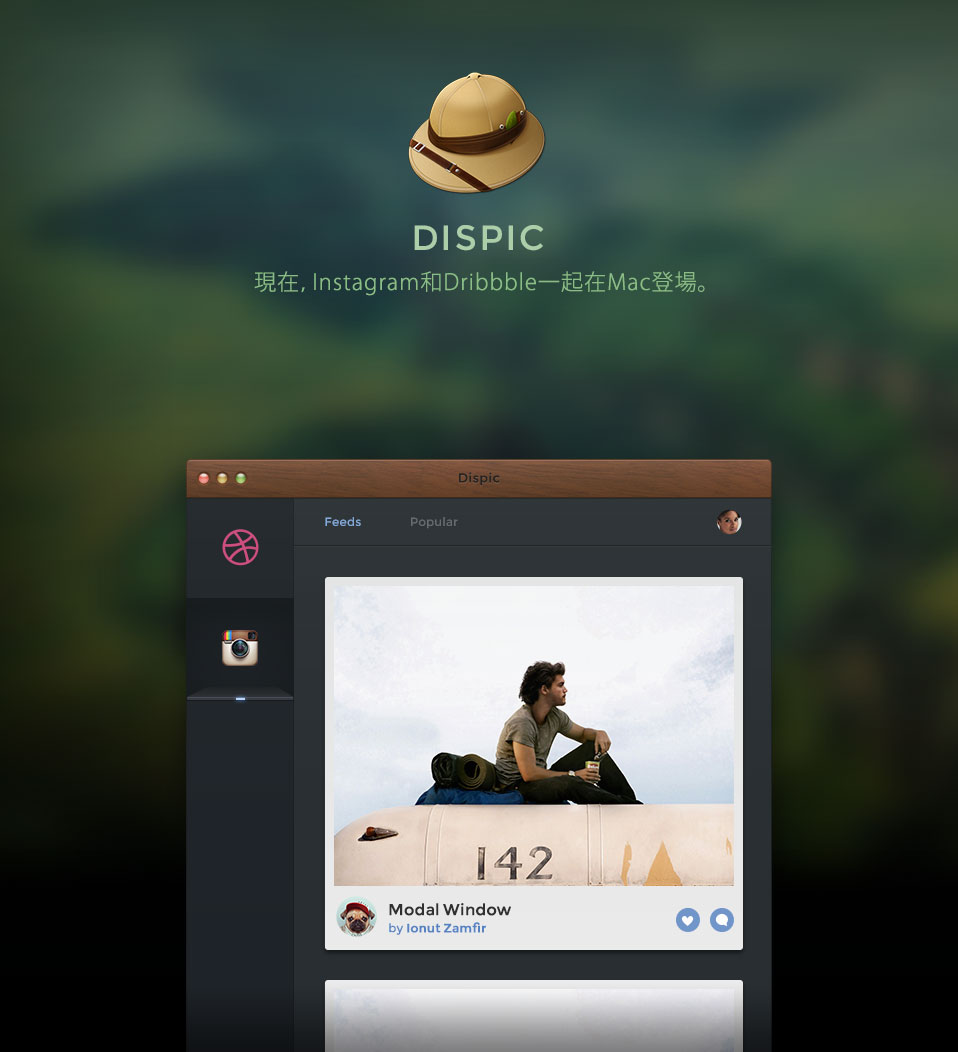 DISPIC
現在, Instagram和Dribbble一起在Mac登場。
Dispic
Feeds
Popular
142
Modal Window
by Ionut Zamfir